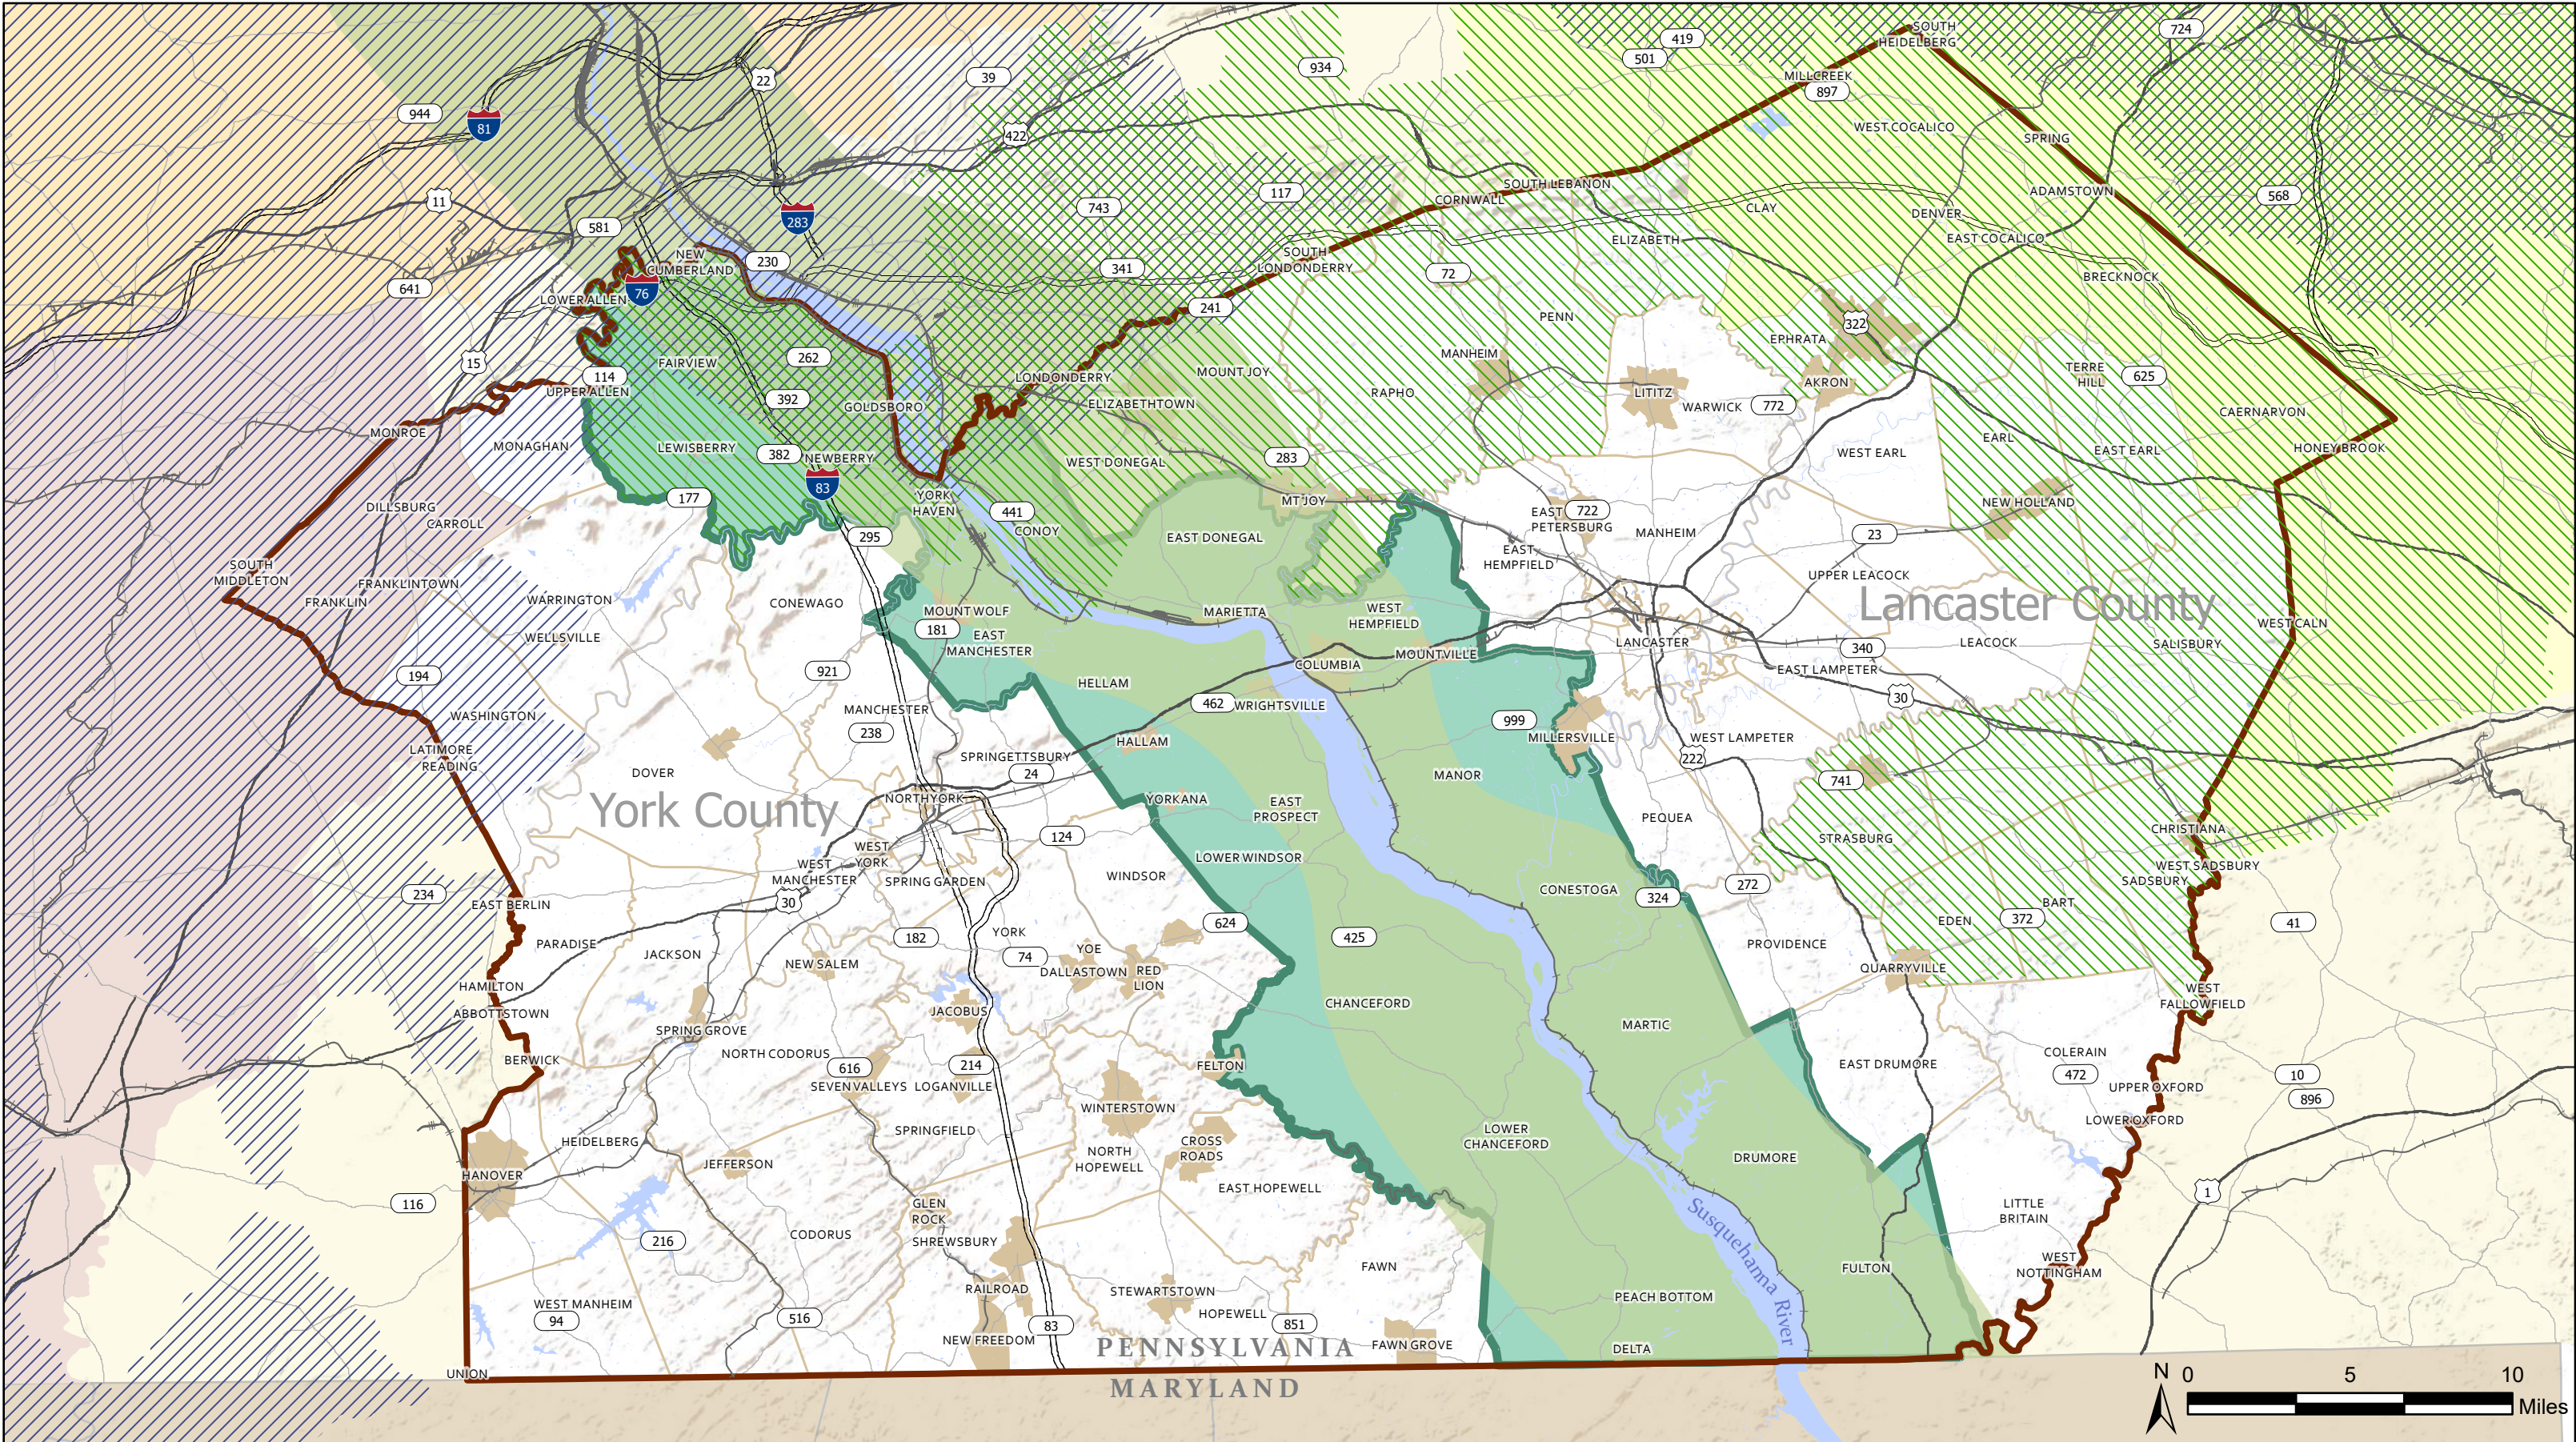 SOUTH
HEIDELBERG
724
419
501
934
39
22
MILLCREEK
897
944
81
422
WEST COCALICO
SPRING
11
743
117
SOUTH LEBANON
CORNWALL
ADAMSTOWN
568
CLAY
DENVER
283
581
NEW
CUMBERLAND
230
SOUTH
LONDONDERRY
ELIZABETH
EAST COCALICO
341
72
BRECKNOCK
641
LOWER ALLEN
76
241
PENN
322
EPHRATA
15
FAIRVIEW
262
MANHEIM
114
UPPER ALLEN
LONDONDERRY
MOUNT JOY
RAPHO
LITITZ
AKRON
TERRE
HILL
625
392
GOLDSBORO
ELIZABETHTOWN
WARWICK
772
CAERNARVON
MONROE
MONAGHAN
LEWISBERRY
382
NEWBERRY
WEST DONEGAL
283
WEST EARL
EARL
EAST EARL
HONEY BROOK
83
177
YORK
HAVEN
441
CONOY
MT JOY
EAST
PETERSBURG
722
NEW HOLLAND
DILLSBURG
CARROLL
295
EAST DONEGAL
MANHEIM
23
EAST
HEMPFIELD
SOUTH
MIDDLETON
FRANKLINTOWN
FRANKLIN
UPPER LEACOCK
Lancaster County
WARRINGTON
CONEWAGO
MOUNT WOLF
181
MARIETTA
WEST
HEMPFIELD
WEST CALN
WELLSVILLE
EAST
MANCHESTER
LANCASTER
340
LEACOCK
SALISBURY
194
921
COLUMBIA
MOUNTVILLE
EAST LAMPETER
30
HELLAM
WASHINGTON
MANCHESTER
462
WRIGHTSVILLE
999
238
LATIMORE
READING
SPRINGETTSBURY
HALLAM
MILLERSVILLE
WEST LAMPETER
222
DOVER
24
MANOR
741
York County
NORTH YORK
YORKANA
EAST
PROSPECT
PEQUEA
STRASBURG
CHRISTIANA
124
WEST
YORK
WEST
MANCHESTER
LOWER WINDSOR
WEST SADSBURY
SADSBURY
SPRING GARDEN
WINDSOR
CONESTOGA
324
272
234
EAST BERLIN
30
BART
EDEN
372
41
624
425
182
YORK
PARADISE
JACKSON
NEW SALEM
74
YOE
DALLASTOWN
RED
LION
PROVIDENCE
QUARRYVILLE
HAMILTON
ABBOTTSTOWN
JACOBUS
CHANCEFORD
WEST
FALLOWFIELD
SPRING GROVE
MARTIC
BERWICK
NORTH CODORUS
616
214
FELTON
EAST DRUMORE
COLERAIN
472
10
896
SEVEN VALLEYS
LOGANVILLE
UPPER OXFORD
WINTERSTOWN
LOWER OXFORD
HEIDELBERG
SPRINGFIELD
CROSS
ROADS
LOWER
CHANCEFORD
HANOVER
JEFFERSON
NORTH
HOPEWELL
DRUMORE
116
EAST HOPEWELL
1
GLEN
ROCK
LITTLE
BRITAIN
216
CODORUS
SHREWSBURY
Susquehanna River
WEST
NOTTINGHAM
FAWN
FULTON
RAILROAD
STEWARTSTOWN
PEACH BOTTOM
WEST MANHEIM
94
516
HOPEWELL
851
83
NEW FREEDOM
PENNSYLVANIA
FAWN GROVE
DELTA
UNION
MARYLAND
N
0 5 10
Miles